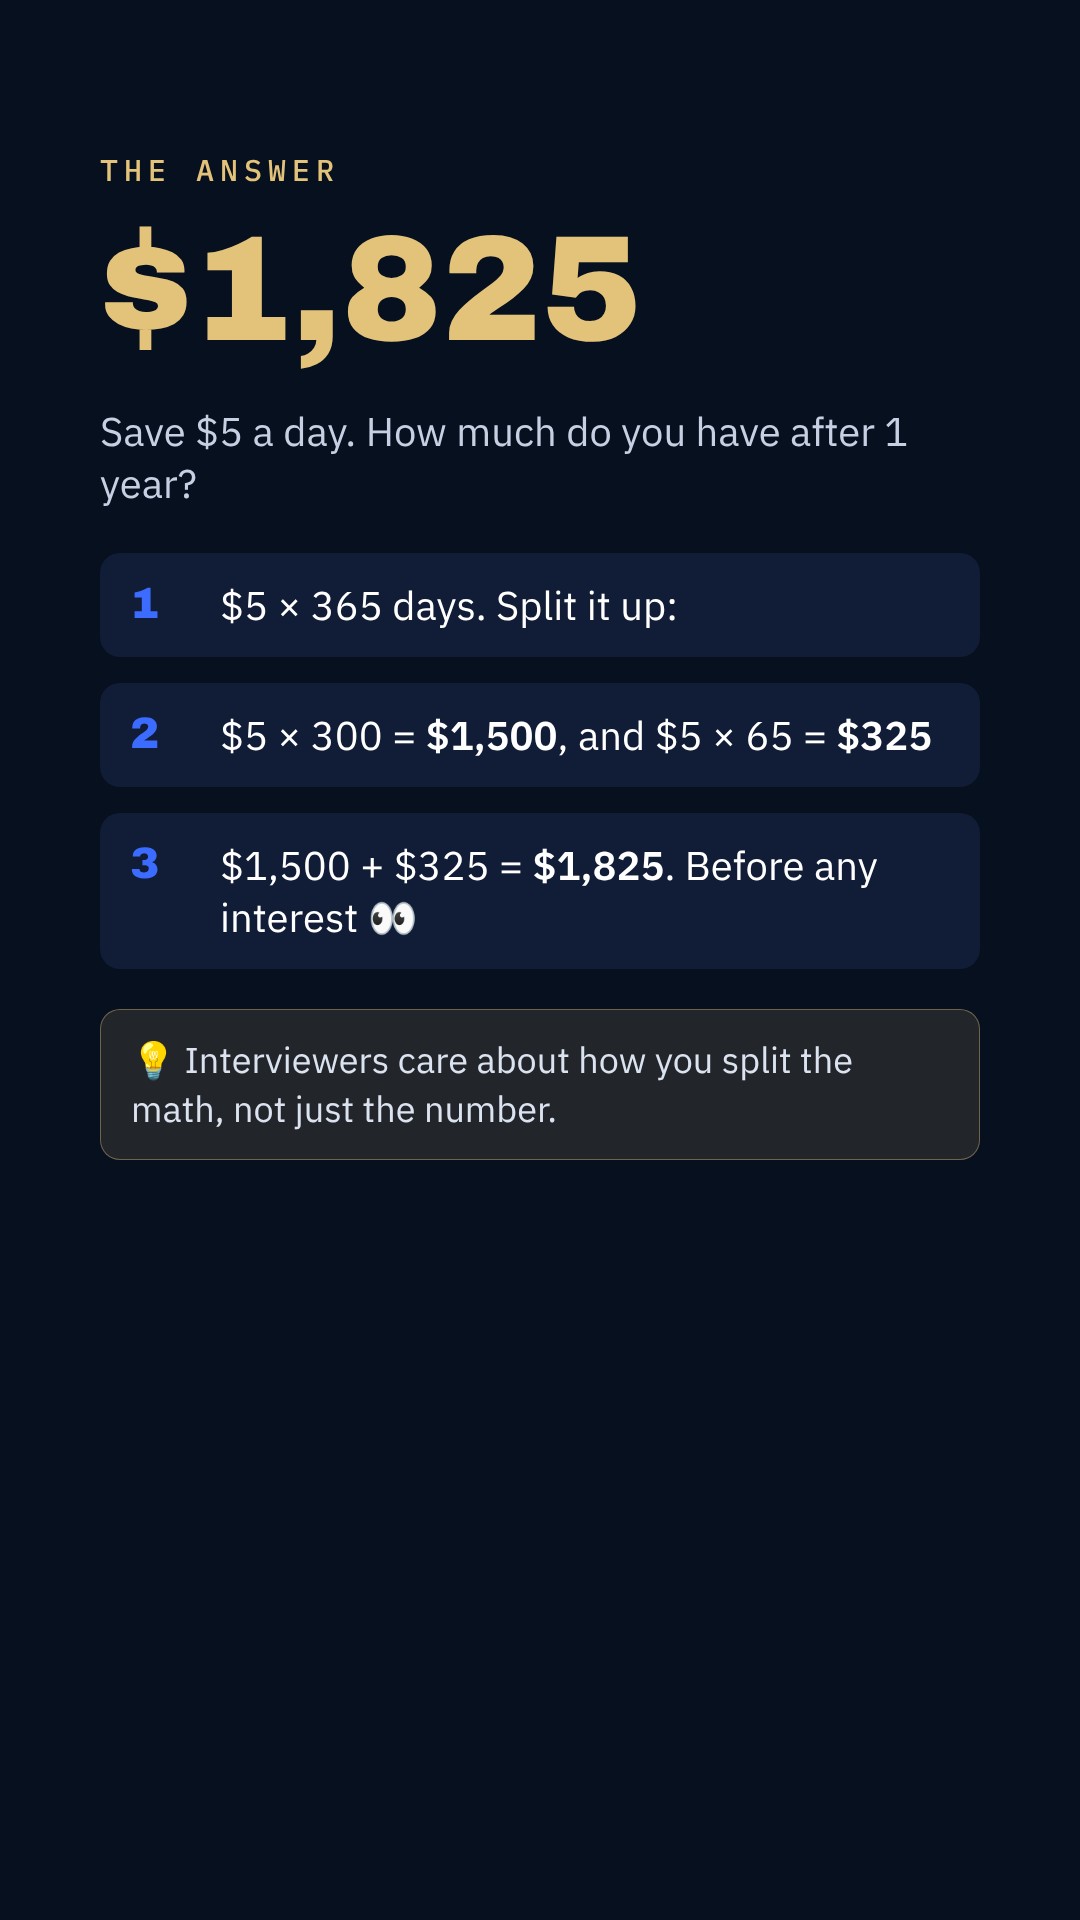 THE ANSWER
$1,825
Save $5 a day. How much do you have after 1
year?
1 $5 × 365 days. Split it up:
2 $5 × 300 = $1,500, and $5 × 65 = $325
3 $1,500 + $325 = $1,825. Before any
interest 👀
💡 Interviewers care about how you split the
math, not just the number.